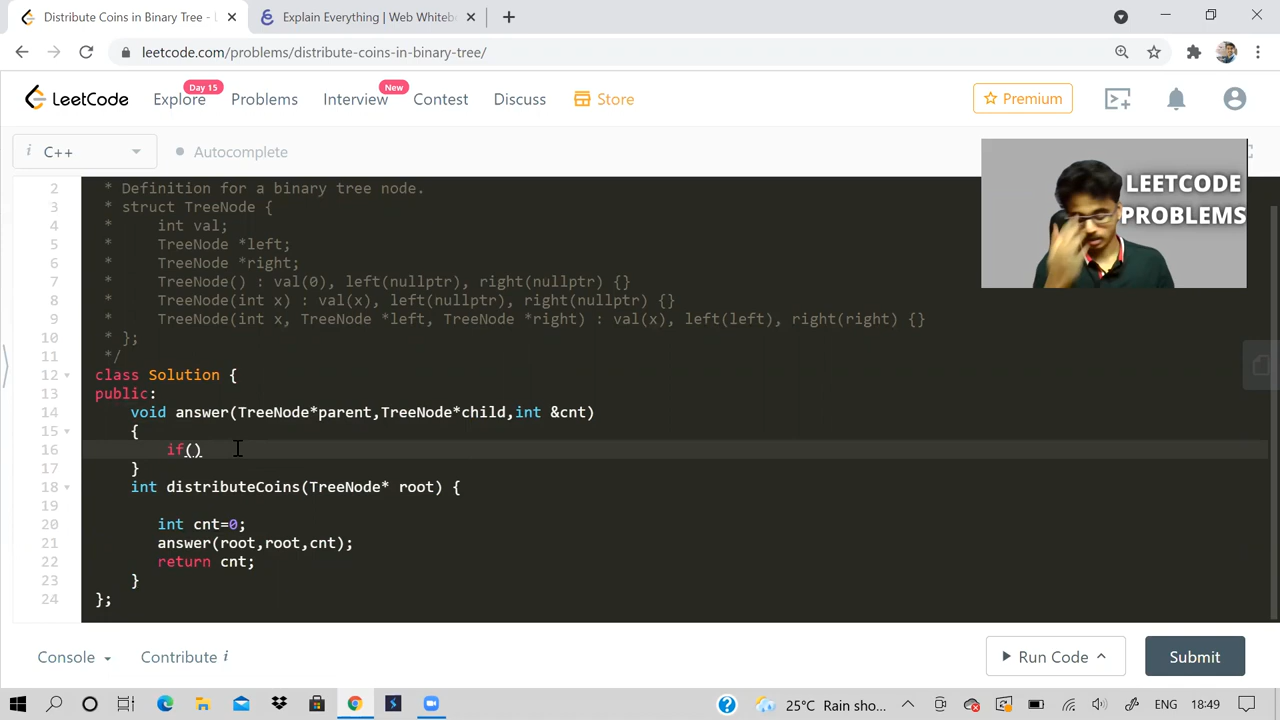 Distribute Coins in Binary Tree - L
Explain Everything | Web Whitebo
leetcode.com/problems/distribute-coins-in-binary-tree/
LeetCode
Explore
Day 15
Problems
Interview
New
Contest
Discuss
Store
Premium
i C++
Autocomplete
LEETCODE
PROBLEMS
2 * Definition for a binary tree node.
3 * struct TreeNode {
4 * int val;
5 * TreeNode *left;
6 * TreeNode *right;
7 * TreeNode() : val(0), left(nullptr), right(nullptr) {}
8 * TreeNode(int x) : val(x), left(nullptr), right(nullptr) {}
9 * TreeNode(int x, TreeNode *left, TreeNode *right) : val(x), left(left), right(right) {}
10 * };
11 */
12 class Solution {
13 public:
14 void answer(TreeNode*parent,TreeNode*child,int &cnt)
15 {
16 if()
17 }
18 int distributeCoins(TreeNode* root) {
19
20 int cnt=0;
21 answer(root,root,cnt);
22 return cnt;
23 }
24 };
Console
Contribute i
Run Code
Submit
25°C Rain sho...
ENG
18:49